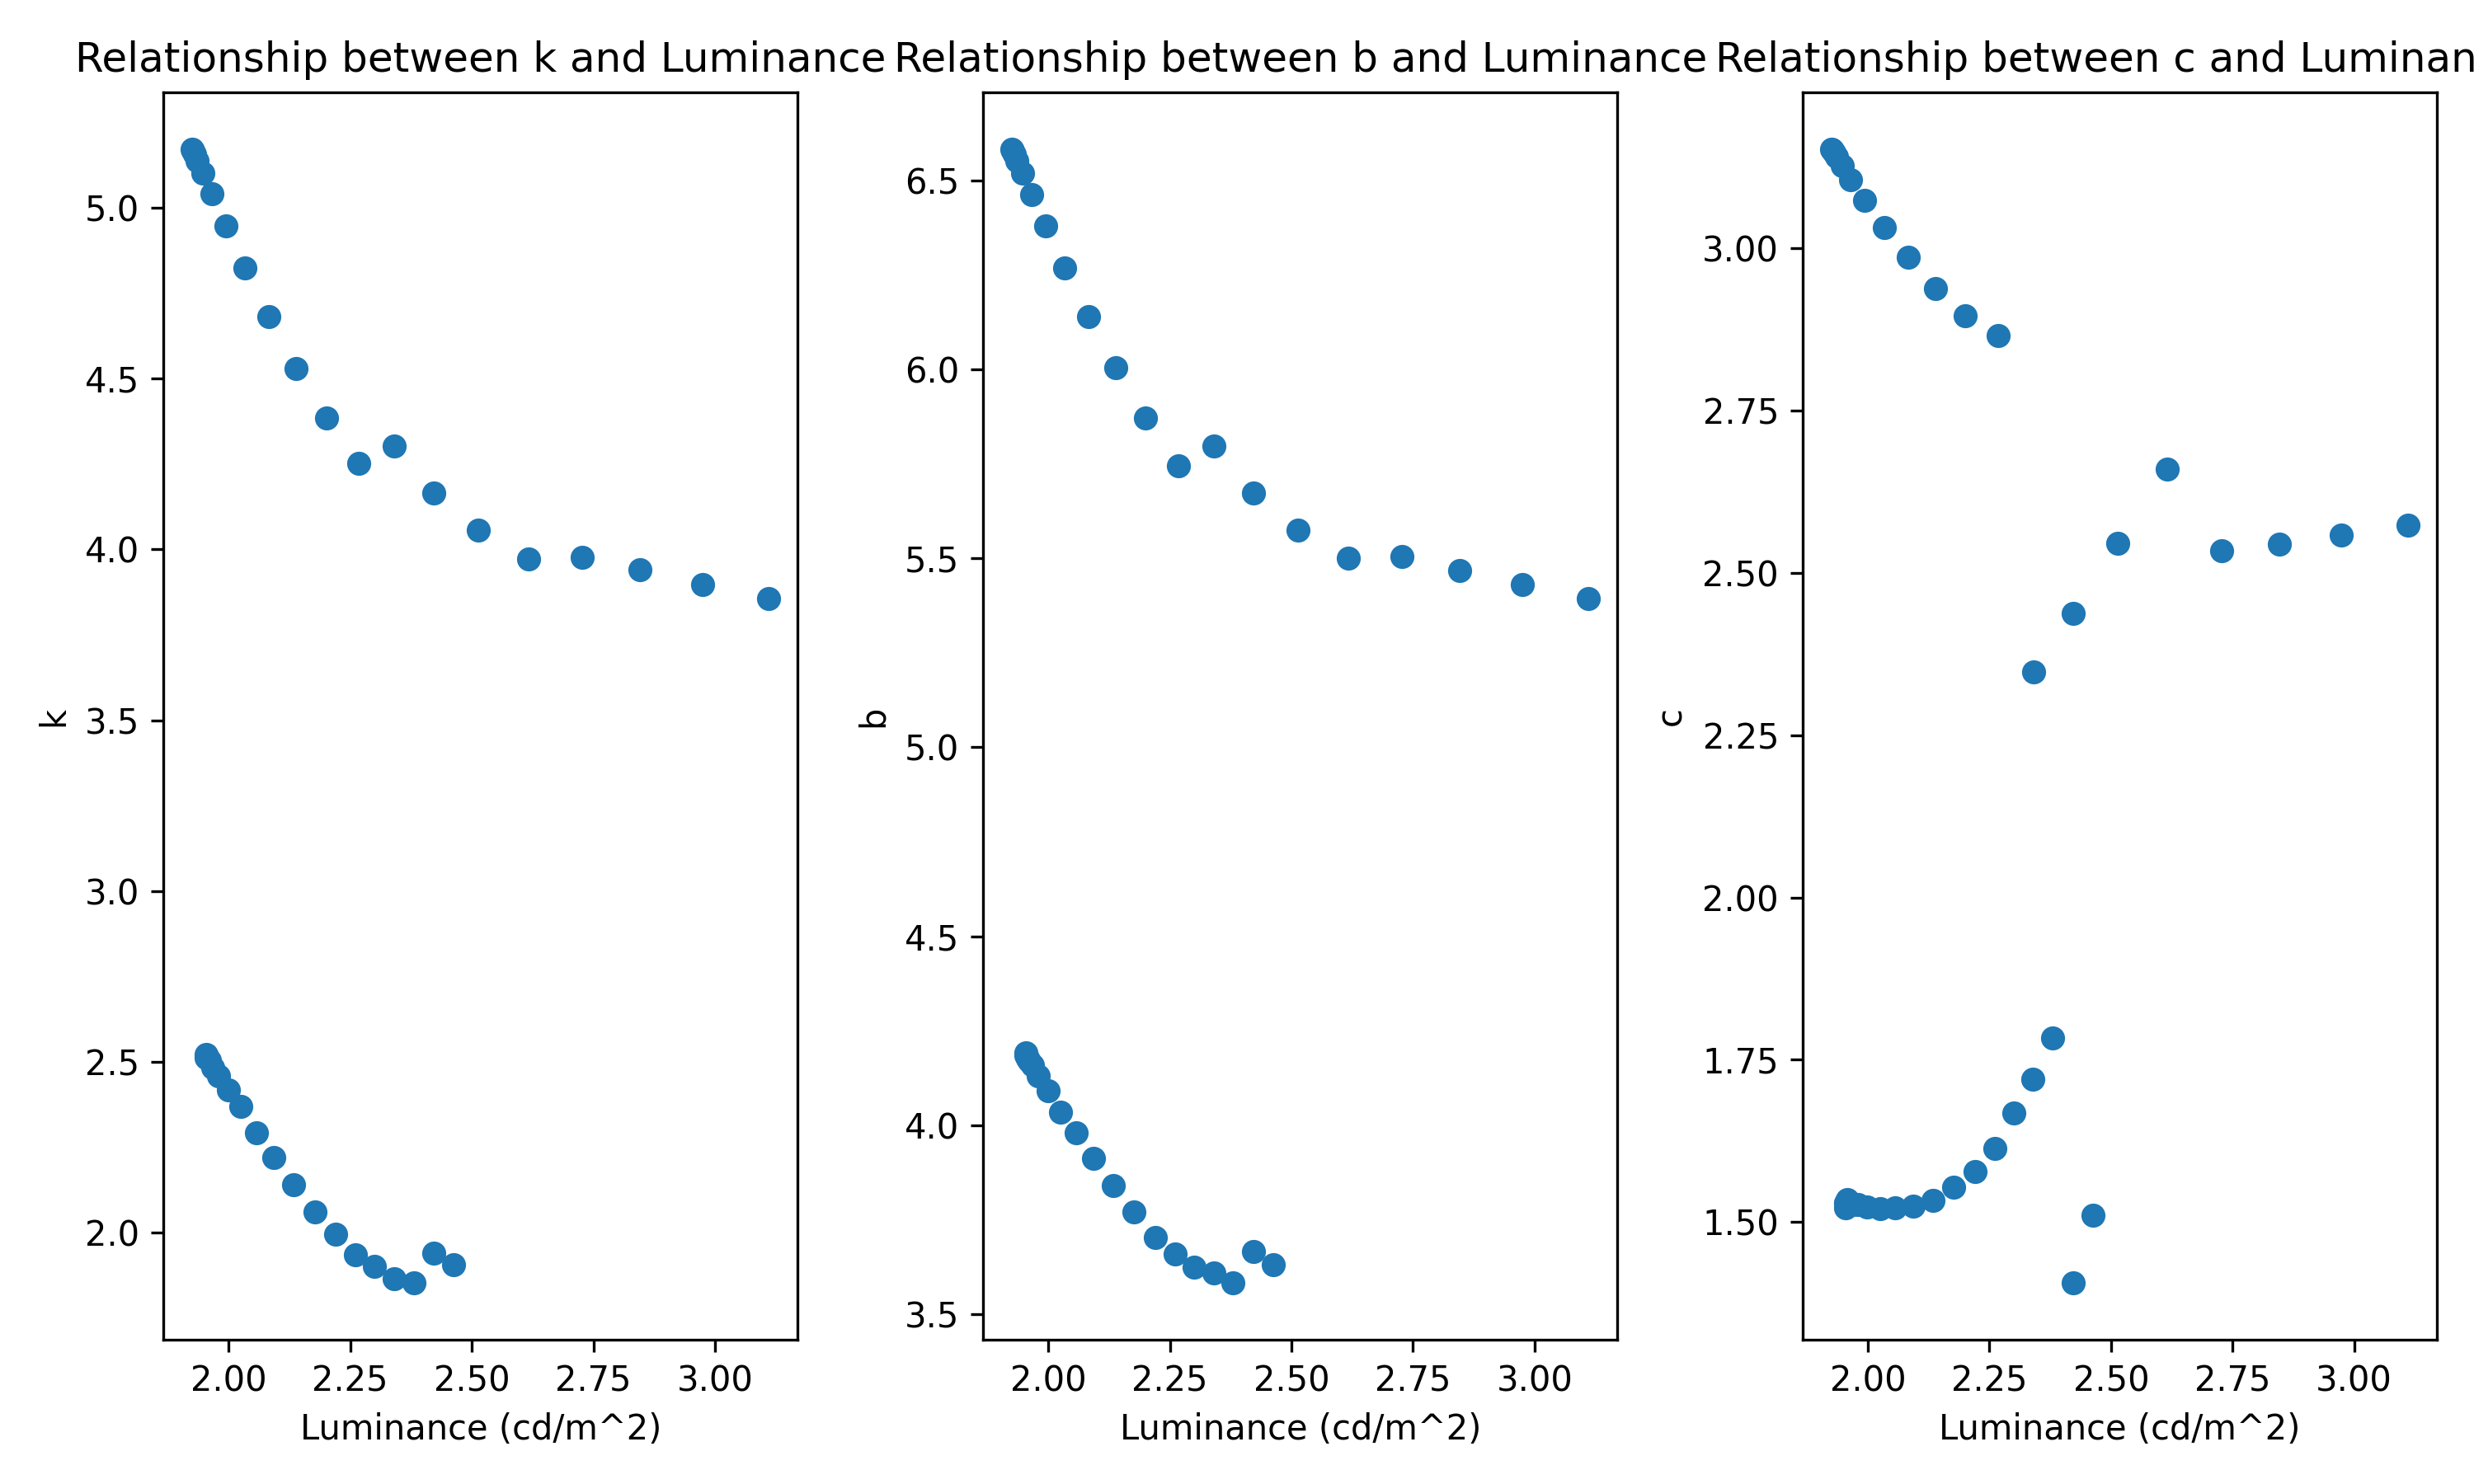 Relationship between k and Luminance
Relationship between b and Luminance
Relationship between c and Luminan
k
5.0
4.5
4.0
3.5
3.0
2.5
2.0
2.00 2.25 2.50 2.75 3.00
Luminance (cd/m^2)
b
6.5
6.0
5.5
5.0
4.5
4.0
3.5
2.00 2.25 2.50 2.75 3.00
Luminance (cd/m^2)
c
3.00
2.75
2.50
2.25
2.00
1.75
1.50
2.00 2.25 2.50 2.75 3.00
Luminance (cd/m^2)